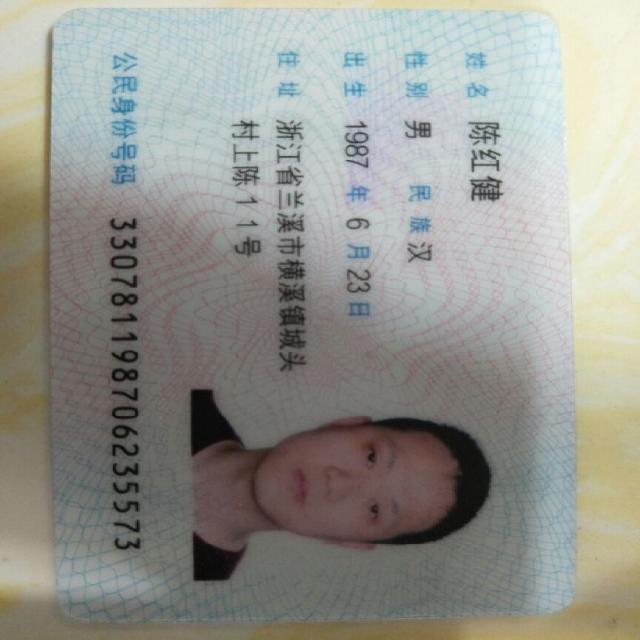 姓名 陈红健
性别 男 民族 汉
出生 1987 年 6 月 23 日
住址 浙江省兰溪市横溪镇坡头
村上陈11号
公民身份号码 330781198706235573